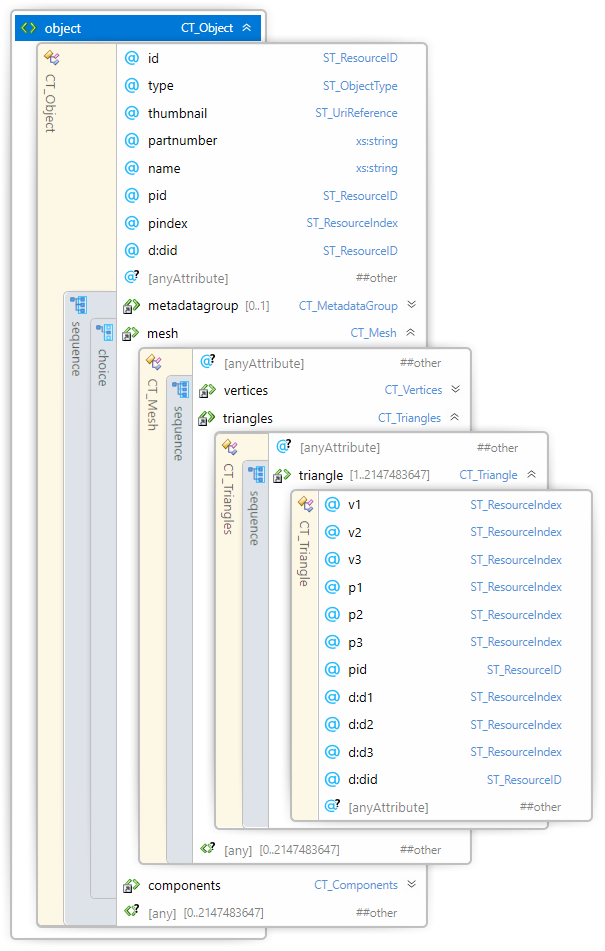 object CT_Object
CT_Object
id ST_ResourceID
type ST_ObjectType
thumbnail ST_UriReference
partnumber xs:string
name xs:string
pid ST_ResourceID
pindex ST_ResourceIndex
d:did ST_ResourceID
[anyAttribute] ##other
sequence
metadatagroup [0..1] CT_MetadataGroup
choice
mesh CT_Mesh
CT_Mesh
[anyAttribute] ##other
sequence
vertices CT_Vertices
triangles CT_Triangles
CT_Triangles
[anyAttribute] ##other
sequence
triangle [1..2147483647] CT_Triangle
CT_Triangle
v1 ST_ResourceIndex
v2 ST_ResourceIndex
v3 ST_ResourceIndex
p1 ST_ResourceIndex
p2 ST_ResourceIndex
p3 ST_ResourceIndex
pid ST_ResourceID
d:d1 ST_ResourceIndex
d:d2 ST_ResourceIndex
d:d3 ST_ResourceIndex
d:did ST_ResourceID
[anyAttribute] ##other
[any] [0..2147483647] ##other
components CT_Components
[any] [0..2147483647] ##other